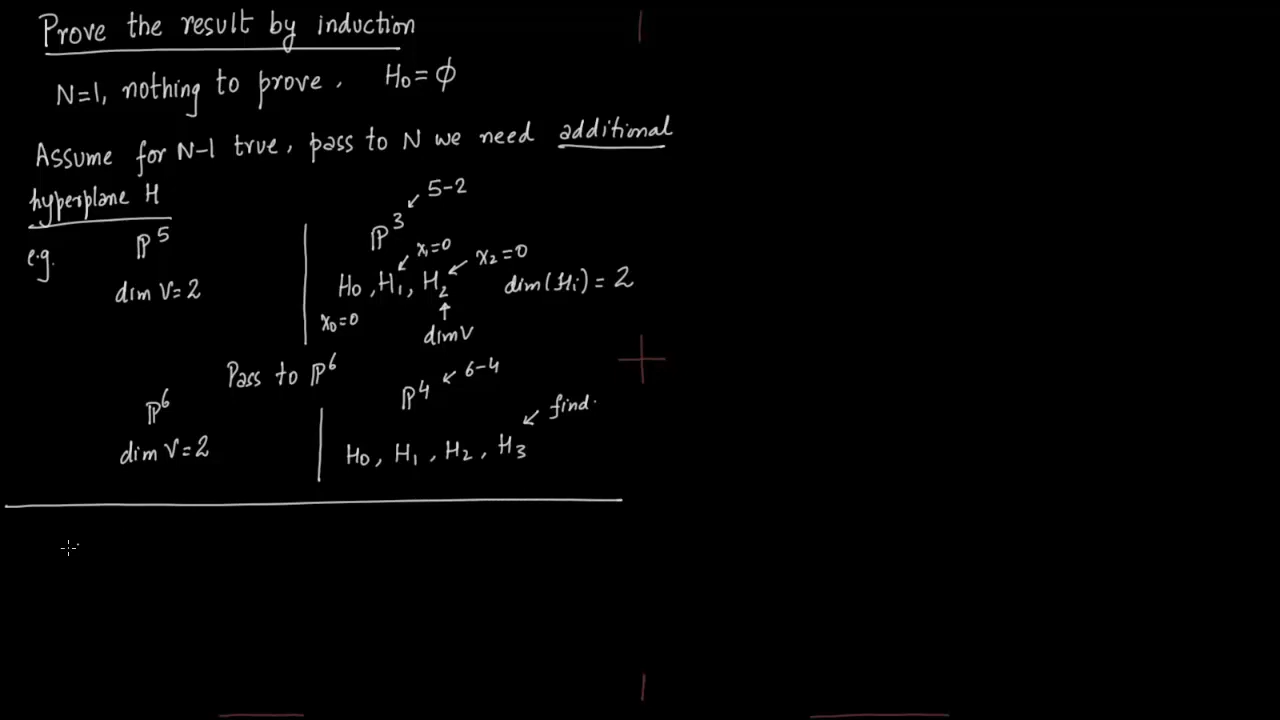 Prove the result by induction
N=1, nothing to prove. H₀=ϕ
Assume for N-1 true, pass to N we need additional
hyperplane H
e.g. ℙ⁵
dim V=2
ℙ³ ↙ 5-2
x₁=0
x₂=0
H₀, H₁, H₂ dim(Hᵢ) = 2
x₀=0
↑
dim V
Pass to ℙ⁶
ℙ⁶
dim V=2
ℙ⁴ ↙ 6-4
↙ find.
H₀, H₁, H₂, H₃